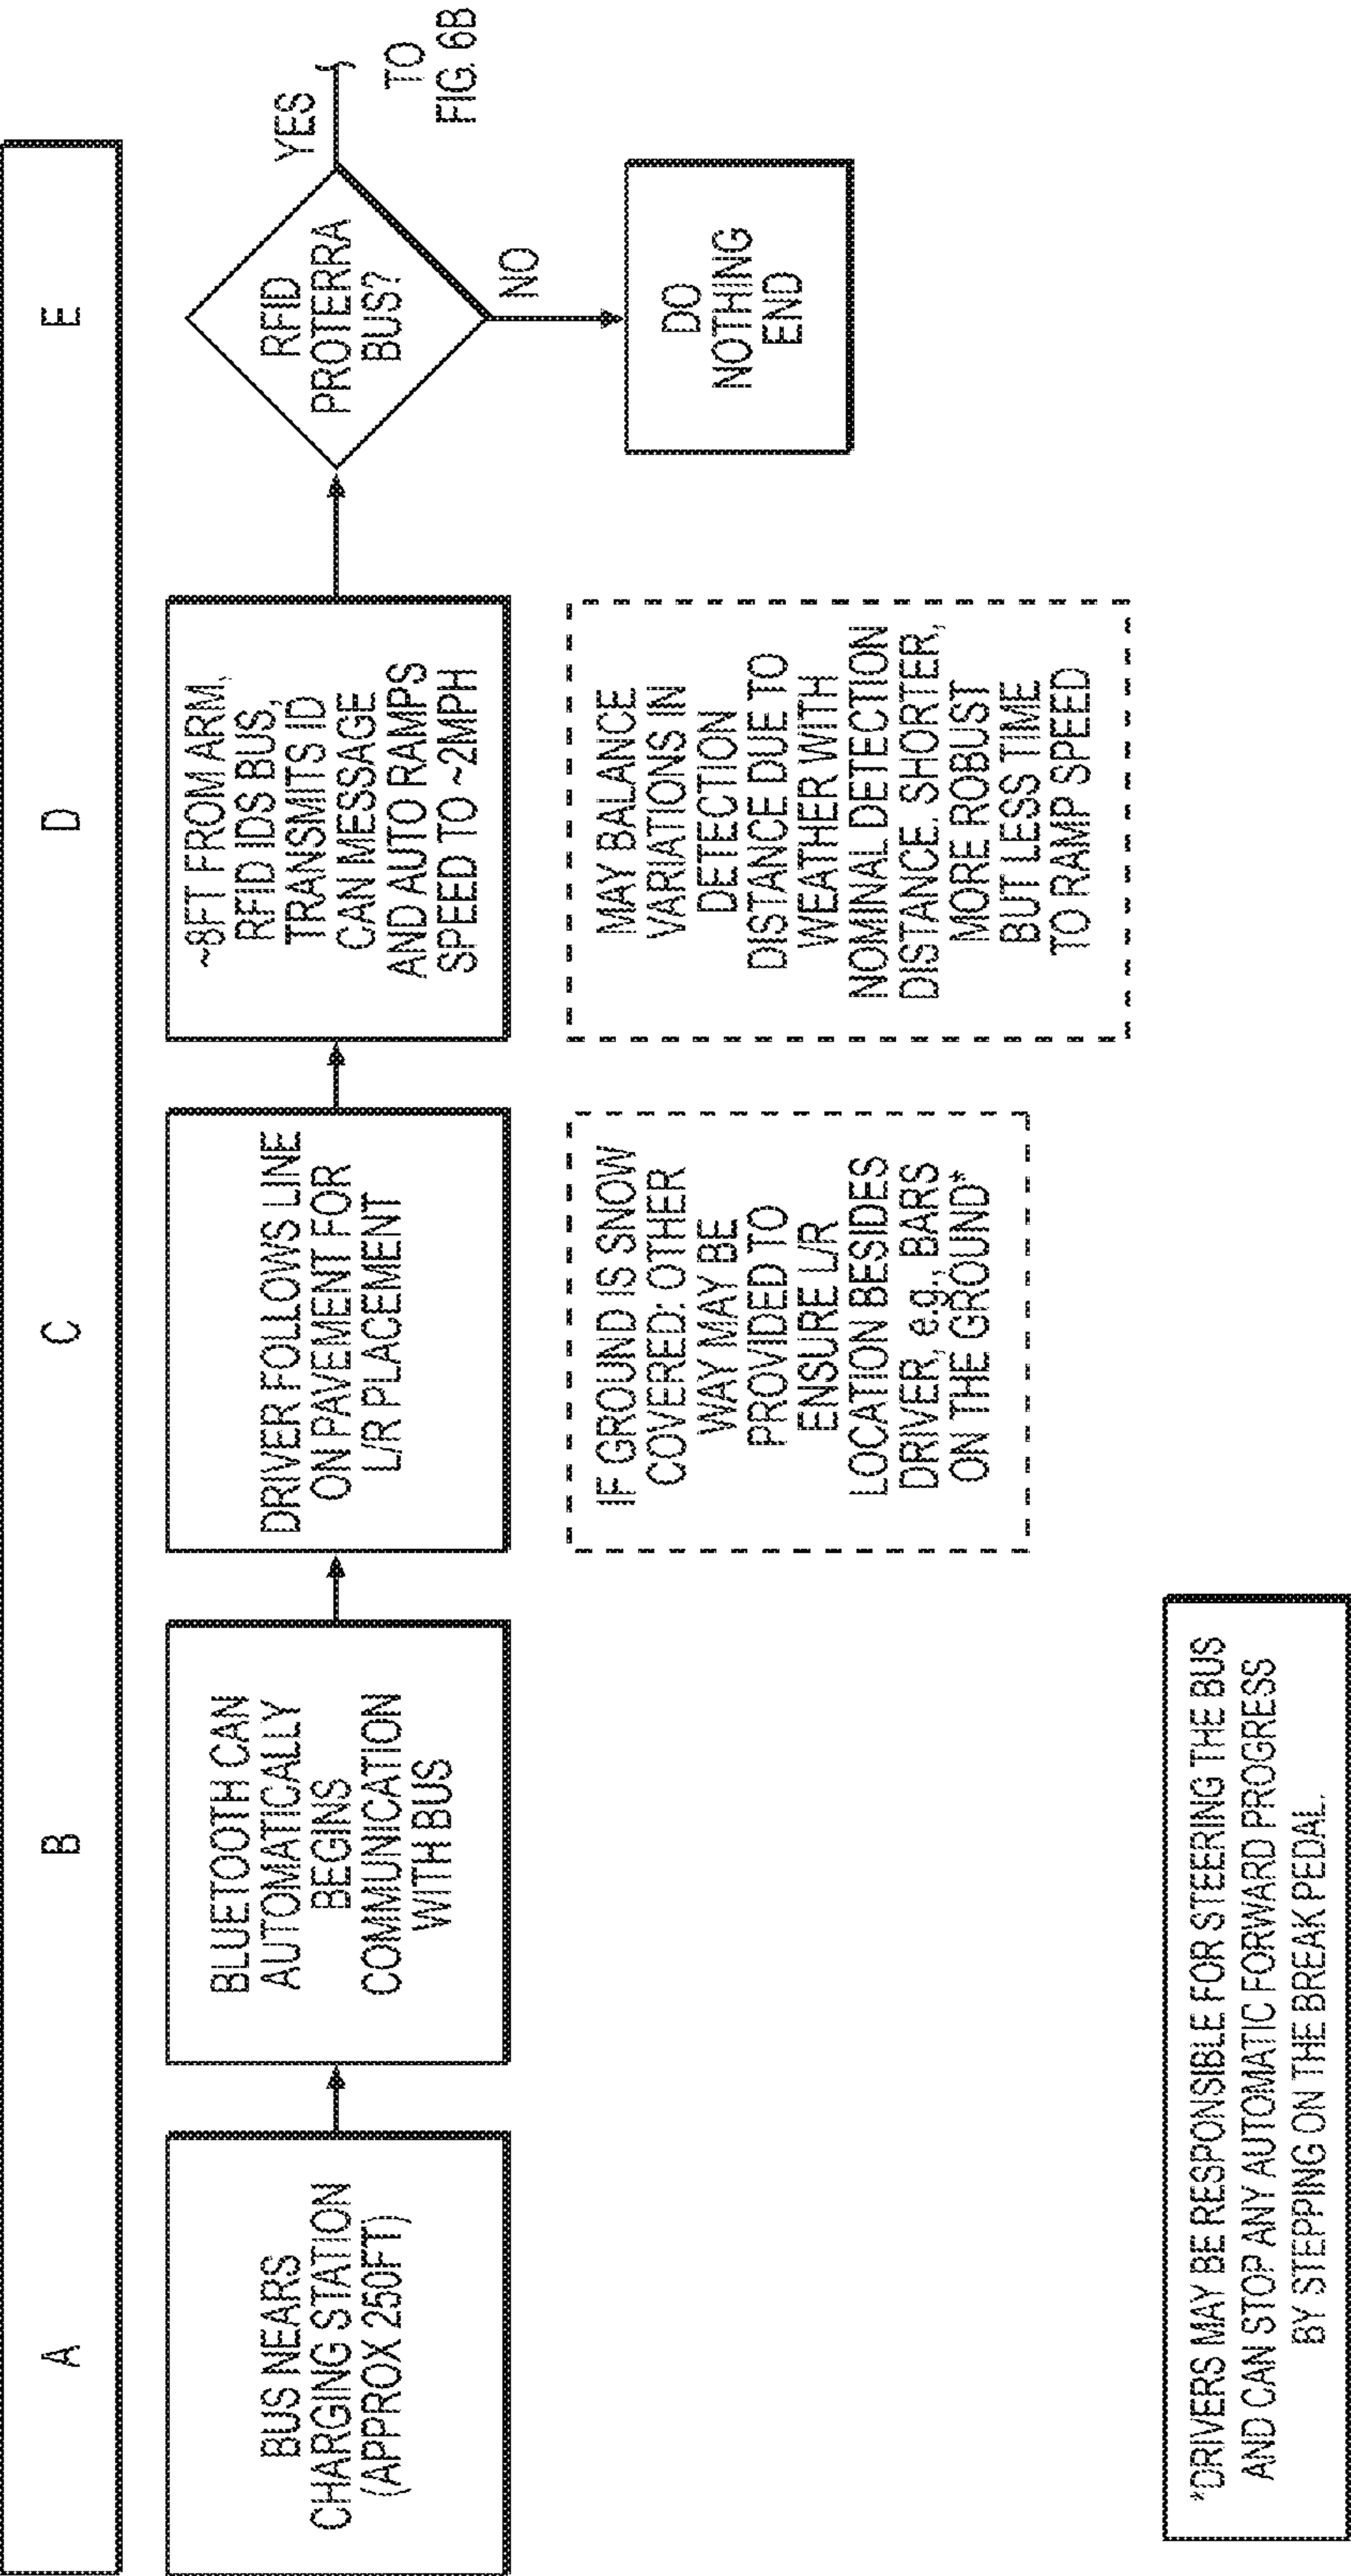 A
B
C
D
E
BUS NEARS
CHARGING STATION
(APPROX 250FT)
BLUETOOTH CAN
AUTOMATICALLY
BEGINS
COMMUNICATION
WITH BUS
DRIVER FOLLOWS LINE
ON PAVEMENT FOR
L/R PLACEMENT
IF GROUND IS SNOW
COVERED: OTHER
WAY MAY BE
PROVIDED TO
ENSURE L/R
LOCATION BESIDES
DRIVER, e.g., BARS
ON THE GROUND*
~8FT FROM ARM,
RFID IDS BUS,
TRANSMITS ID
CAN MESSAGE
AND AUTO RAMPS
SPEED TO ~2MPH
MAY BALANCE
VARIATIONS IN
DETECTION
DISTANCE DUE TO
WEATHER WITH
NOMINAL DETECTION
DISTANCE. SHORTER,
MORE ROBUST
BUT LESS TIME
TO RAMP SPEED
RFID
PROTERRA
BUS?
YES
TO
FIG. 6B
NO
DO
NOTHING
END
*DRIVERS MAY BE RESPONSIBLE FOR STEERING THE BUS
AND CAN STOP ANY AUTOMATIC FORWARD PROGRESS
BY STEPPING ON THE BREAK PEDAL.